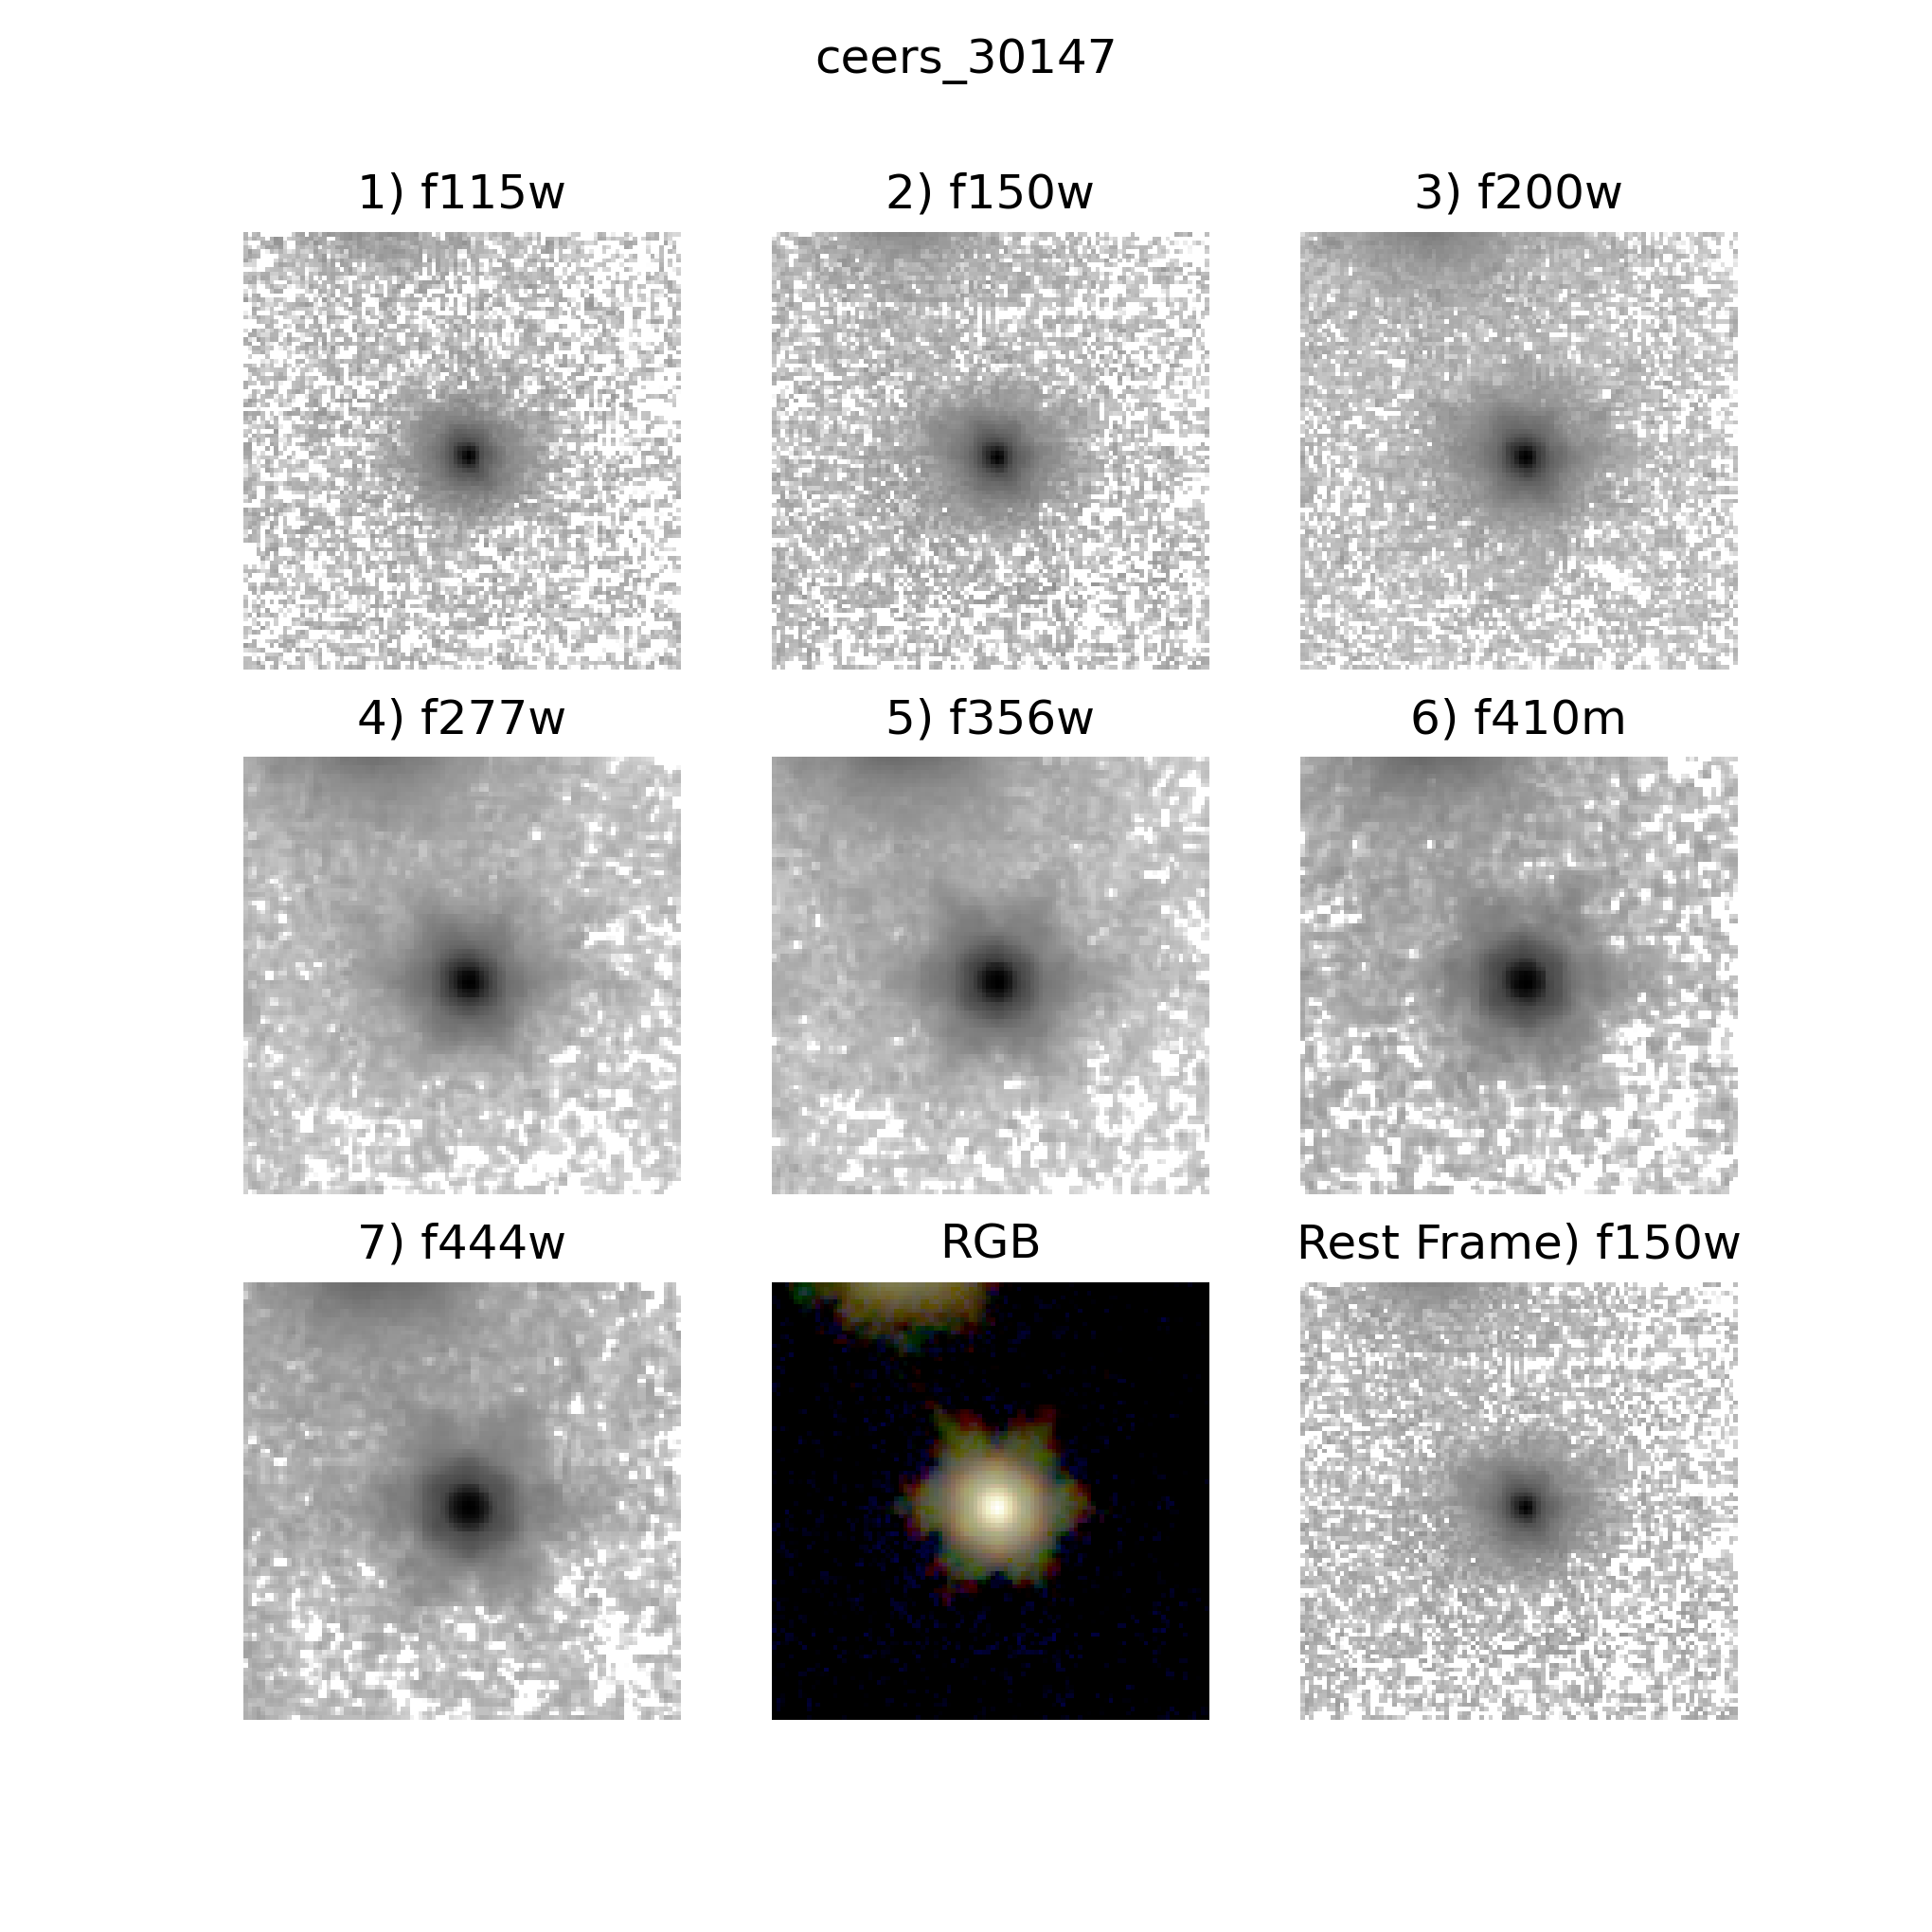 ceers_30147
1) f115w
2) f150w
3) f200w
4) f277w
5) f356w
6) f410m
7) f444w
RGB
Rest Frame) f150w